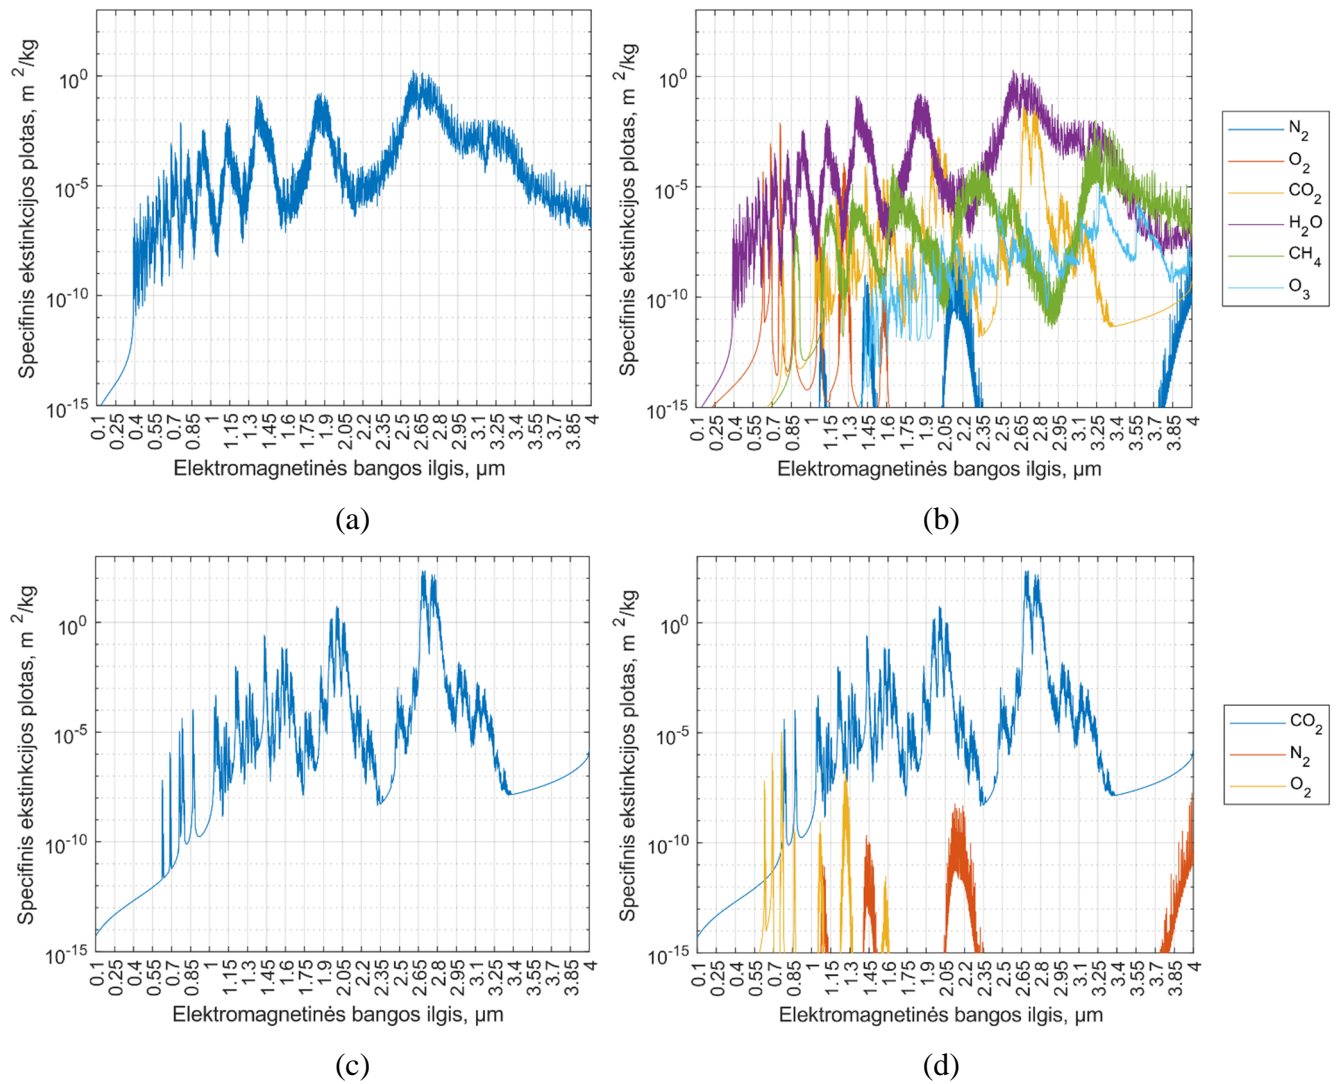 Specifinis ekstinkcijos plotas, m 2/kg
10^0
10^-5
10^-10
10^-15
0.1 0.25 0.4 0.55 0.7 0.85 1 1.15 1.3 1.45 1.6 1.75 1.9 2.05 2.2 2.35 2.5 2.65 2.8 2.95 3.1 3.25 3.4 3.55 3.7 3.85 4
Elektromagnetinės bangos ilgis, µm
(a)
Specifinis ekstinkcijos plotas, m 2/kg
10^0
10^-5
10^-10
10^-15
0.1 0.25 0.4 0.55 0.7 0.85 1 1.15 1.3 1.45 1.6 1.75 1.9 2.05 2.2 2.35 2.5 2.65 2.8 2.95 3.1 3.25 3.4 3.55 3.7 3.85 4
Elektromagnetinės bangos ilgis, µm
N2
O2
CO2
H2O
CH4
O3
(b)
Specifinis ekstinkcijos plotas, m 2/kg
10^0
10^-5
10^-10
10^-15
0.1 0.25 0.4 0.55 0.7 0.85 1 1.15 1.3 1.45 1.6 1.75 1.9 2.05 2.2 2.35 2.5 2.65 2.8 2.95 3.1 3.25 3.4 3.55 3.7 3.85 4
Elektromagnetinės bangos ilgis, µm
(c)
Specifinis ekstinkcijos plotas, m 2/kg
10^0
10^-5
10^-10
10^-15
0.1 0.25 0.4 0.55 0.7 0.85 1 1.15 1.3 1.45 1.6 1.75 1.9 2.05 2.2 2.35 2.5 2.65 2.8 2.95 3.1 3.25 3.4 3.55 3.7 3.85 4
Elektromagnetinės bangos ilgis, µm
CO2
N2
O2
(d)